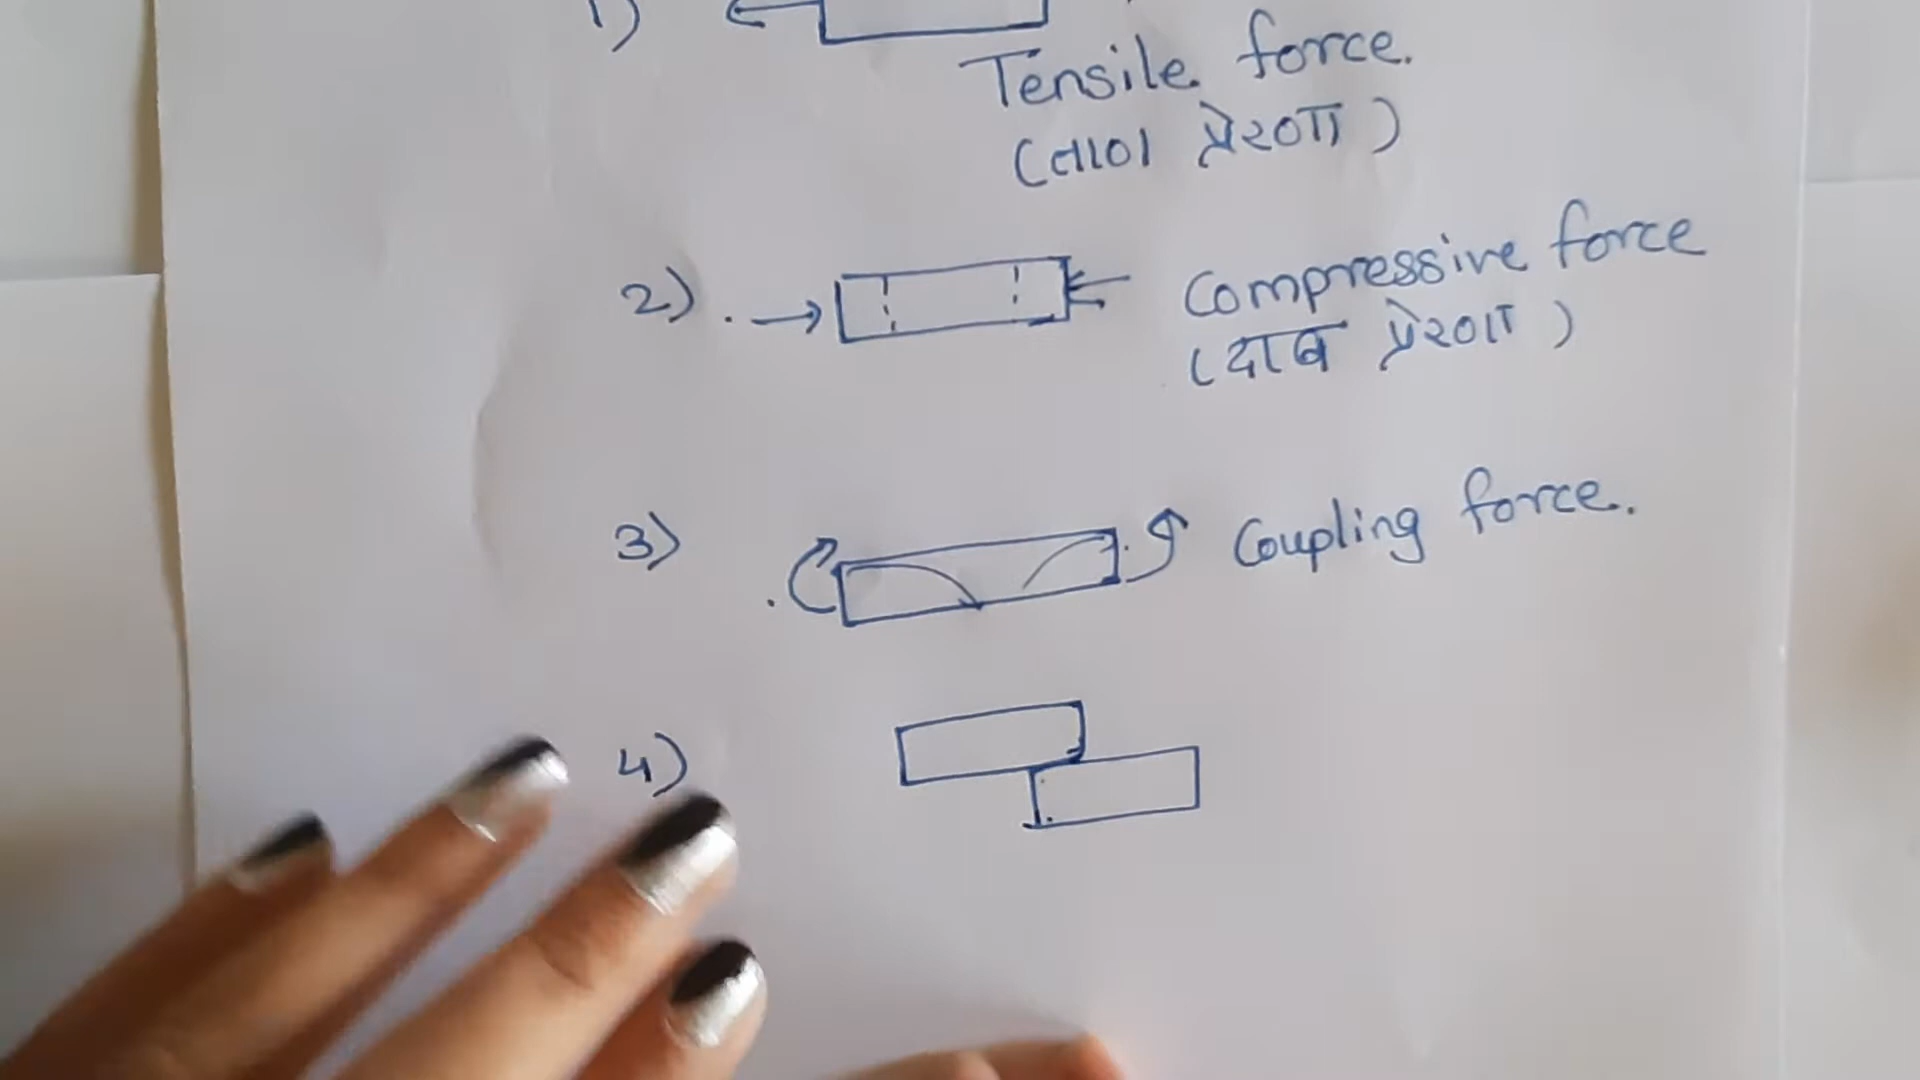 1)
Tensile force.
(ताण प्रेरणा)
2)
Compressive force
(दाब प्रेरणा)
3)
Coupling force.
4)